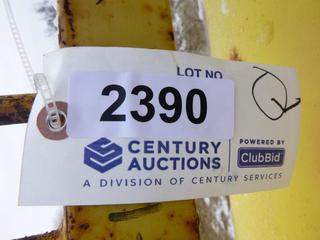 LOT NO
2390
CENTURY
AUCTIONS
POWERED BY
ClubBid
A DIVISION OF CENTURY SERVICES